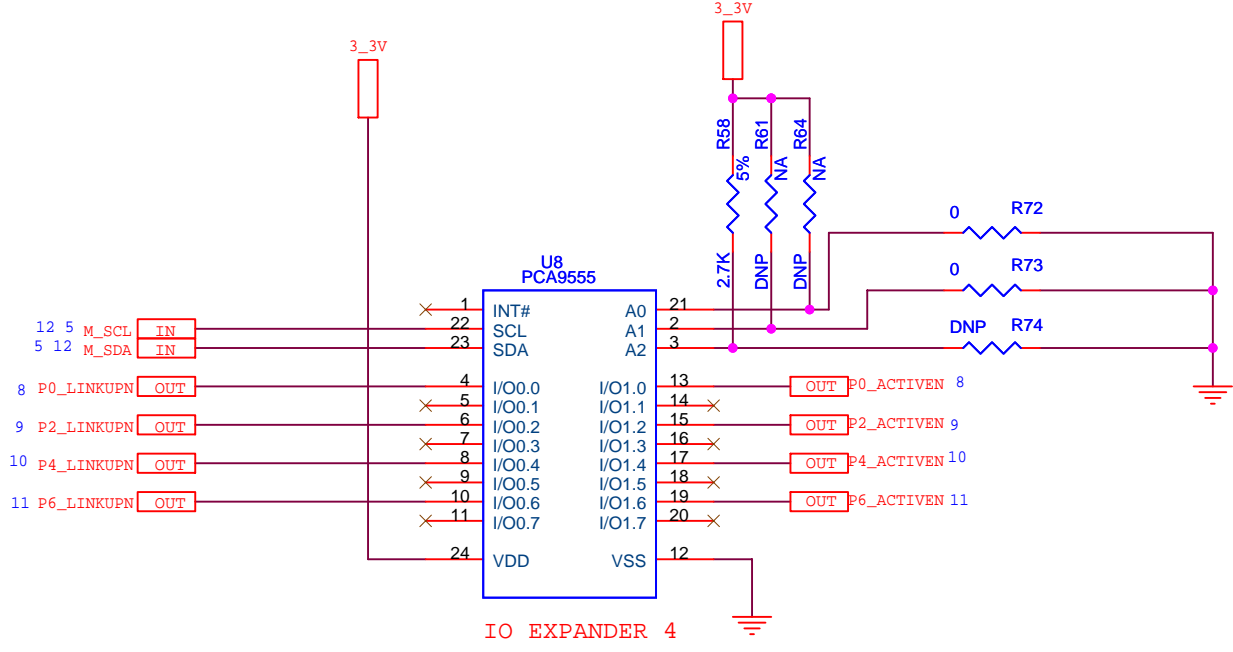 3_3V
3_3V
R58 5% 2.7K
R61 NA DNP
R64 NA DNP
0 R72
0 R73
DNP R74
U8
PCA9555
1 INT# A0 21
12 5 M_SCL IN 22 SCL A1 2
5 12 M_SDA IN 23 SDA A2 3
8 P0_LINKUPN OUT 4 I/O0.0 I/O1.0 13 OUT P0_ACTIVEN 8
5 I/O0.1 I/O1.1 14
9 P2_LINKUPN OUT 6 I/O0.2 I/O1.2 15 OUT P2_ACTIVEN 9
7 I/O0.3 I/O1.3 16
10 P4_LINKUPN OUT 8 I/O0.4 I/O1.4 17 OUT P4_ACTIVEN 10
9 I/O0.5 I/O1.5 18
11 P6_LINKUPN OUT 10 I/O0.6 I/O1.6 19 OUT P6_ACTIVEN 11
11 I/O0.7 I/O1.7 20
24 VDD VSS 12
IO EXPANDER 4